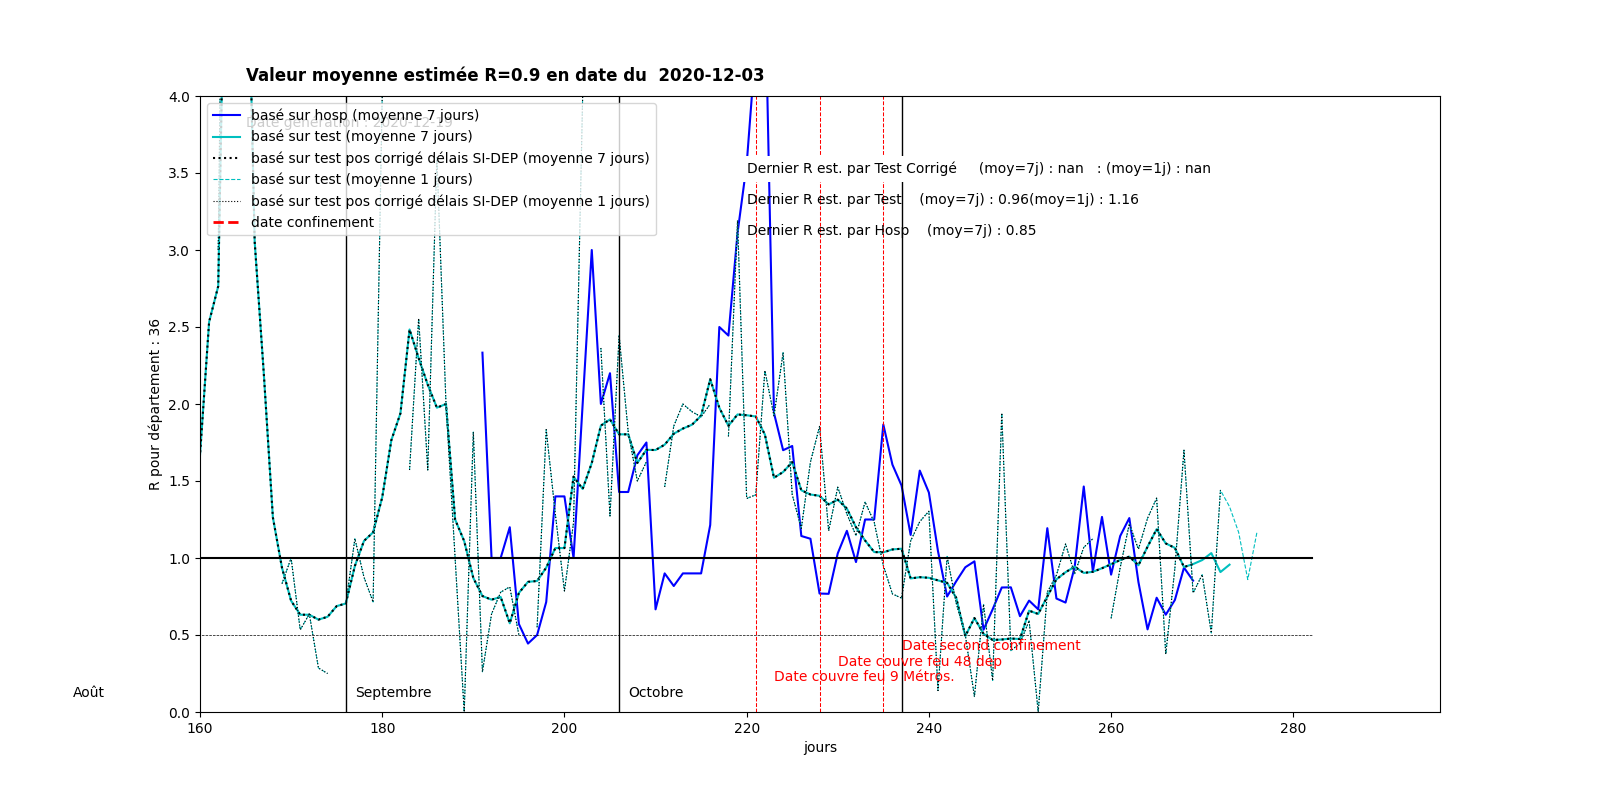 Valeur moyenne estimée R=0.9 en date du  2020-12-03
4.0
3.5
3.0
2.5
2.0
1.5
1.0
0.5
0.0
R pour département : 36
basé sur hosp (moyenne 7 jours)
basé sur test (moyenne 7 jours)
basé sur test pos corrigé délais SI-DEP (moyenne 7 jours)
basé sur test (moyenne 1 jours)
basé sur test pos corrigé délais SI-DEP (moyenne 1 jours)
date confinement
Dernier R est. par Test Corrigé     (moy=7j) : nan   : (moy=1j) : nan
Dernier R est. par Test    (moy=7j) : 0.96(moy=1j) : 1.16
Dernier R est. par Hosp    (moy=7j) : 0.85
Date second confinement
Date couvre feu 48 dep
Date couvre feu 9 Métros.
Août
Septembre
Octobre
160
180
200
220
240
260
280
jours